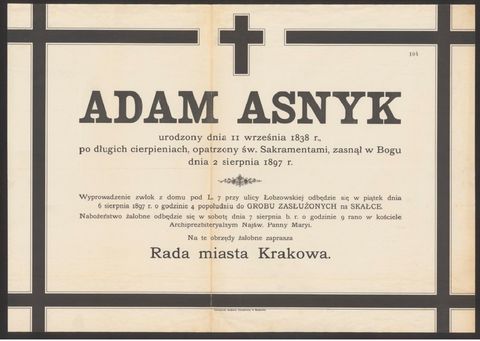 104
ADAM ASNYK
urodzony dnia 11 września 1838 r.,
po długich cierpieniach, opatrzony św. Sakramentami, zasnął w Bogu
dnia 2 sierpnia 1897 r.
Wyprowadzenie zwłok z domu pod L. 7 przy ulicy Łobzowskiej odbędzie się w piątek dnia
6 sierpnia 1897 r. o godzinie 4 popołudniu do GROBU ZASŁUŻONYCH na SKAŁCE.
Nabożeństwo żałobne odbędzie się w sobotę dnia 7 sierpnia b. r. o godzinie 9 rano w kościele
Archiprezbiteryalnym Najśw. Panny Maryi.
Na te obrzędy żałobne zaprasza
Rada miasta Krakowa.